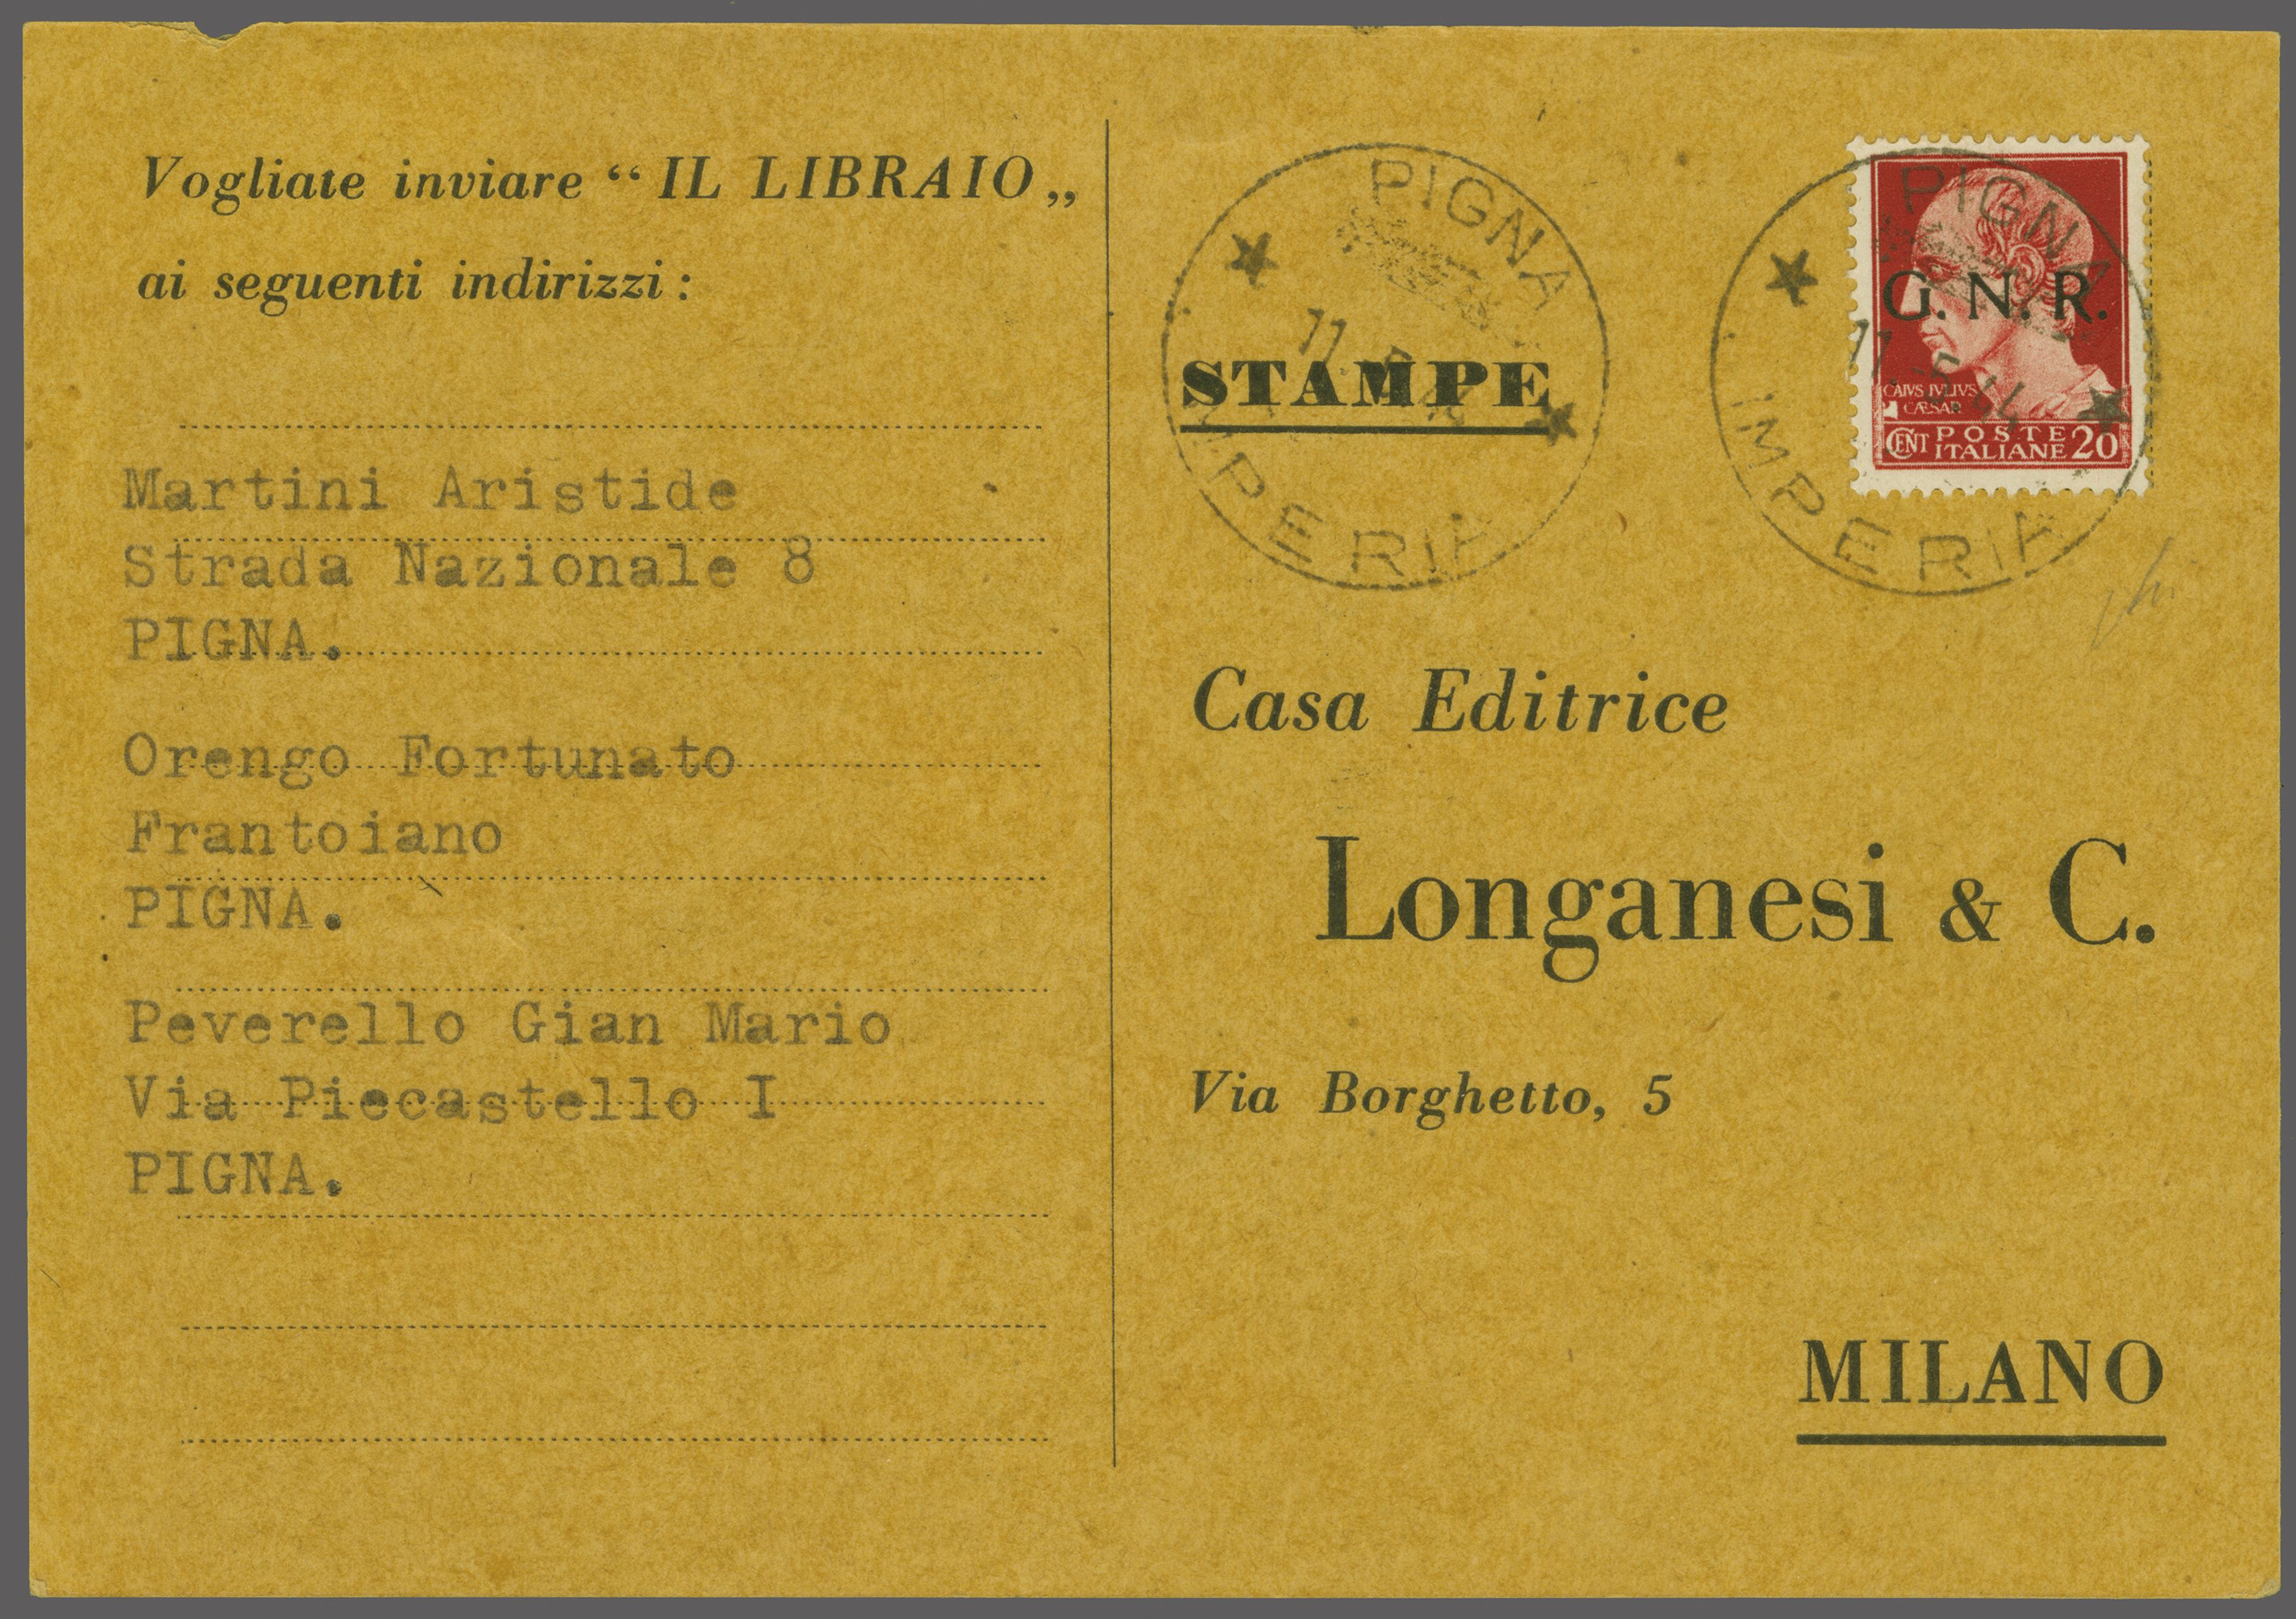 Vogliate inviare “ IL LIBRAIO „
ai seguenti indirizzi :
Martini Aristide
Strada Nazionale 8
PIGNA.
Orengo Fortunato
Frantoiano
PIGNA.
Peverello Gian Mario
Via Piecastello I
PIGNA.
PIGNA
STAMPE
IMPERIA
PIGNA
G. N. R.
CAIVS IVLIVS
CÆSAR
CENT POSTE ITALIANE 20
IMPERIA
Casa Editrice
Longanesi & C.
Via Borghetto, 5
MILANO